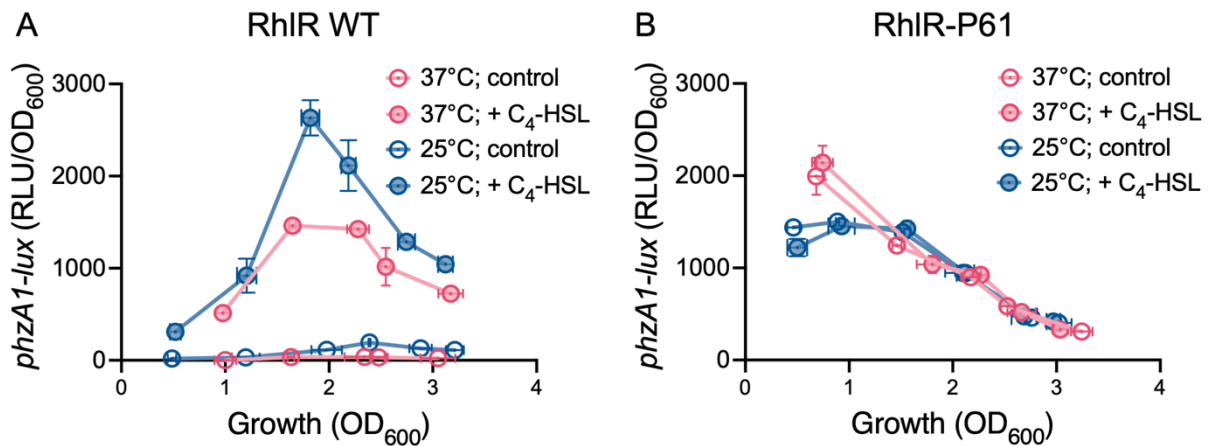 A
RhlR WT
phzA1-lux (RLU/OD600)
3000
2000
1000
0
0
1
2
3
4
Growth (OD600)
37°C; control
37°C; + C4-HSL
25°C; control
25°C; + C4-HSL
B
RhlR-P61
phzA1-lux (RLU/OD600)
3000
2000
1000
0
0
1
2
3
4
Growth (OD600)
37°C; control
37°C; + C4-HSL
25°C; control
25°C; + C4-HSL